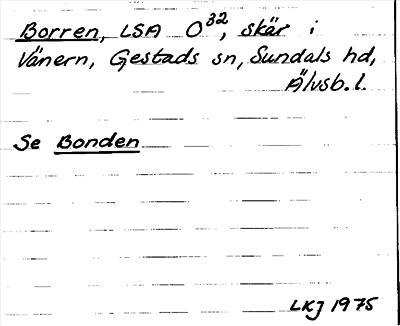 Borren, LSA O³², skär i
Vänern, Gestads sn, Sundals hd,
Älvsb. l.
Se Bonden
LKJ 1975